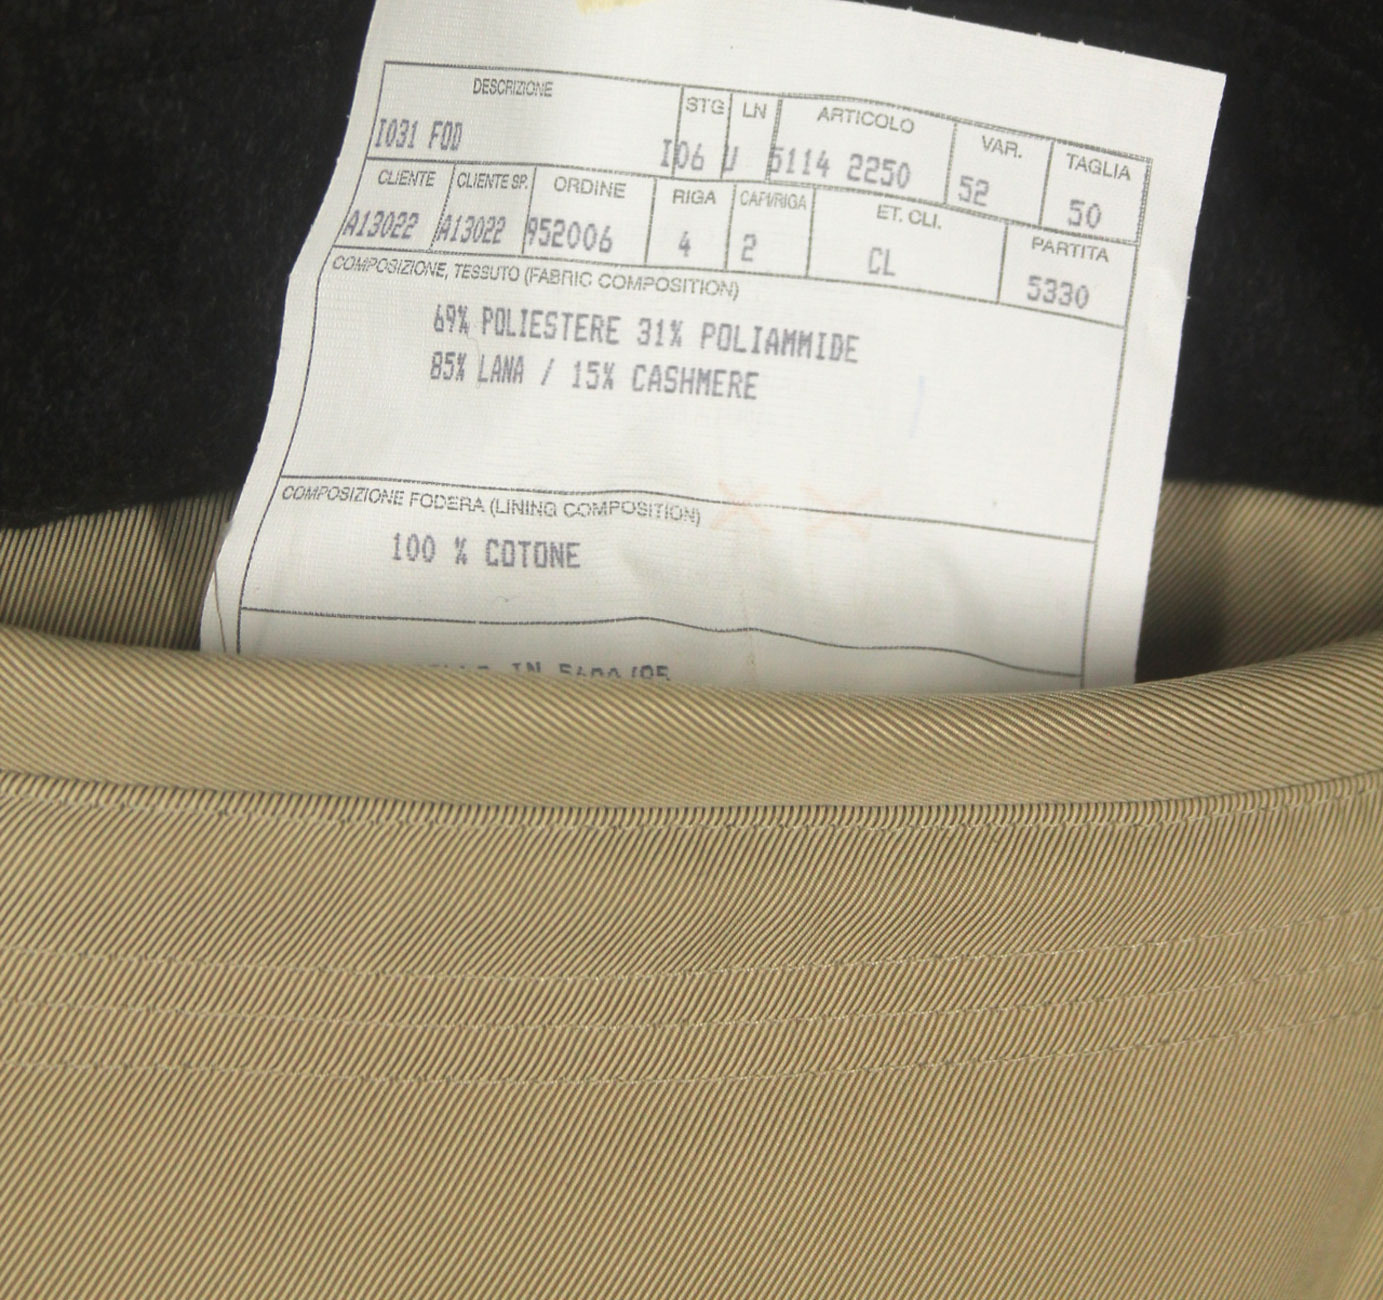 DESCRIZIONE STG LN ARTICOLO VAR. TAGLIA
I031 FOD I06 U 5114 2250 52 50
CLIENTE CLIENTE SP. ORDINE RIGA CAPI/RIGA ET. CLI. PARTITA
A13022 A13022 952006 4 2 CL 5330
COMPOSIZIONE, TESSUTO (FABRIC COMPOSITION)
69% POLIESTERE 31% POLIAMMIDE
85% LANA / 15% CASHMERE
COMPOSIZIONE FODERA (LINING COMPOSITION)
100 % COTONE
IN